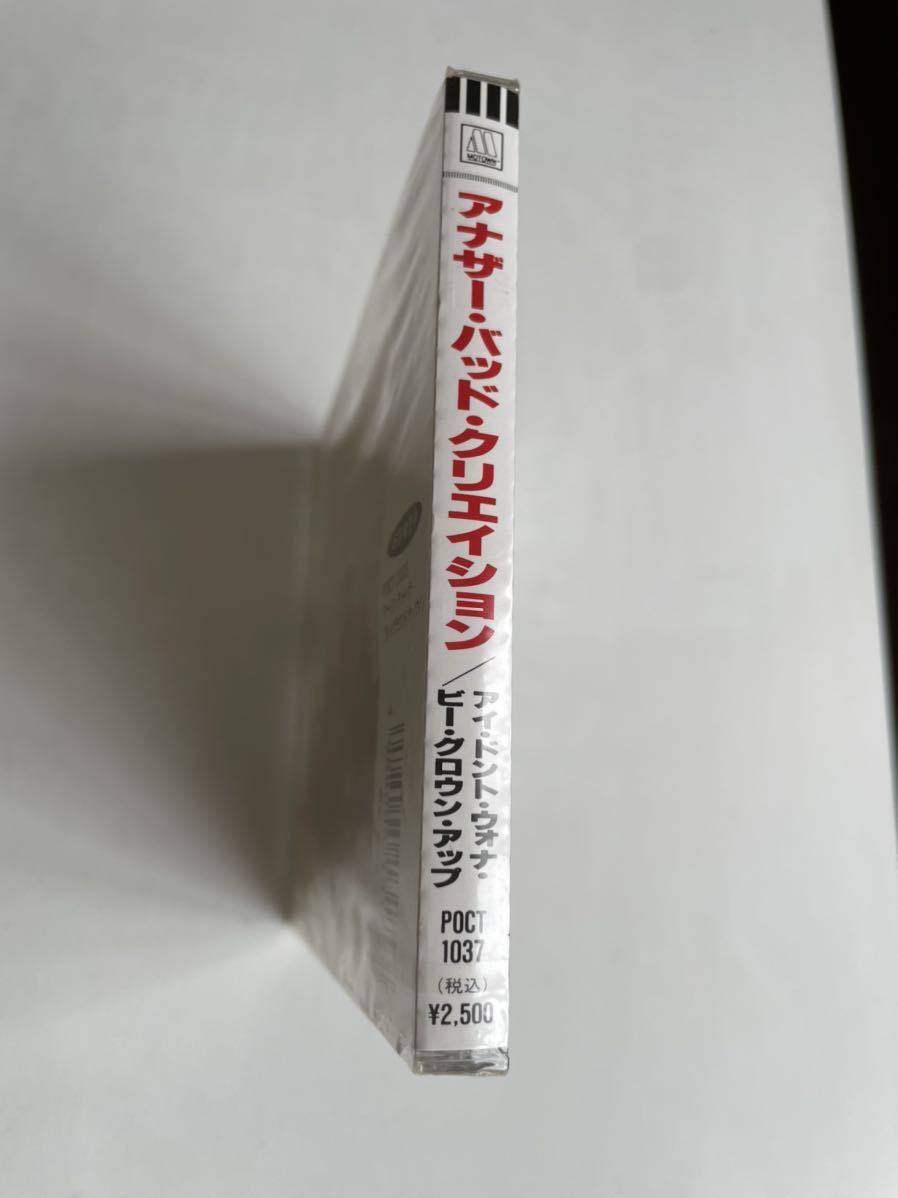 MOTOWN
アナザー・バッド・クリエイション
／アイ・ドント・ウォナ・
ビー・グロウン・アップ
POCT
1037
(税込)
¥2,500